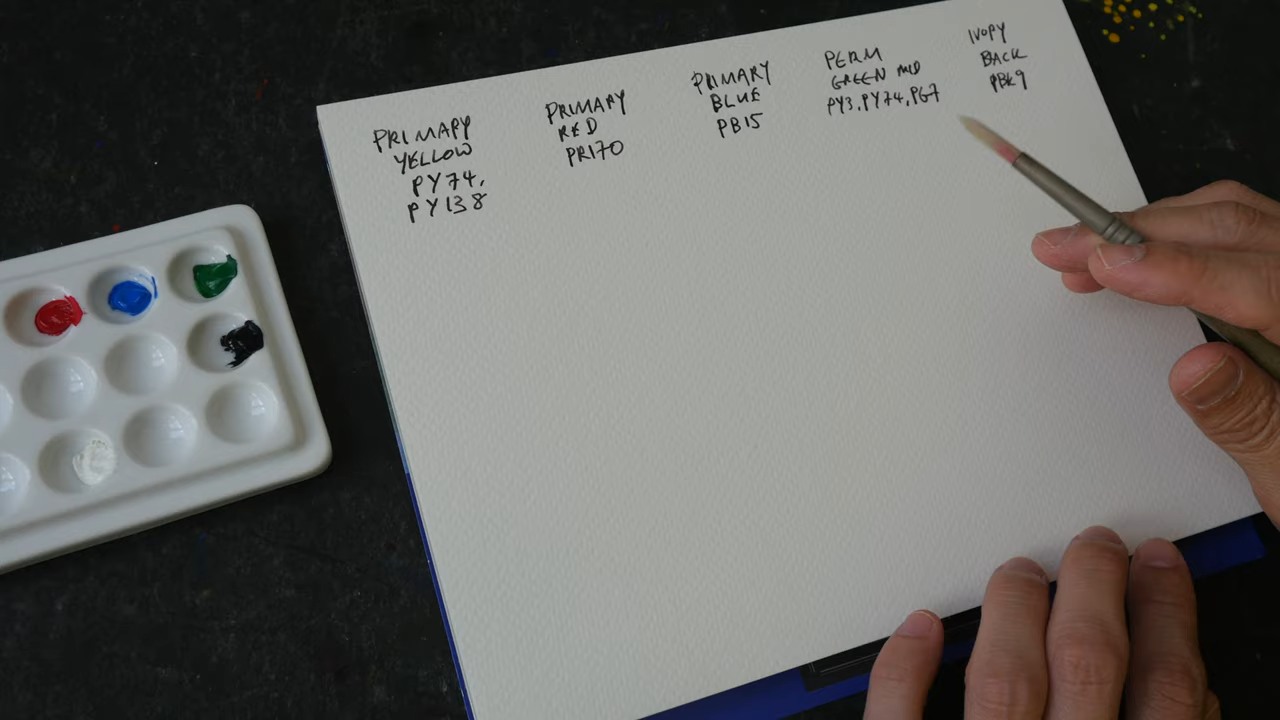 PRIMARY
YELLOW
PY74,
PY138
PRIMARY
RED
PR170
PRIMARY
BLUE
PB15
PERM
GREEN MID
PY3, PY74, PG7
IVORY
BACK
PBK9